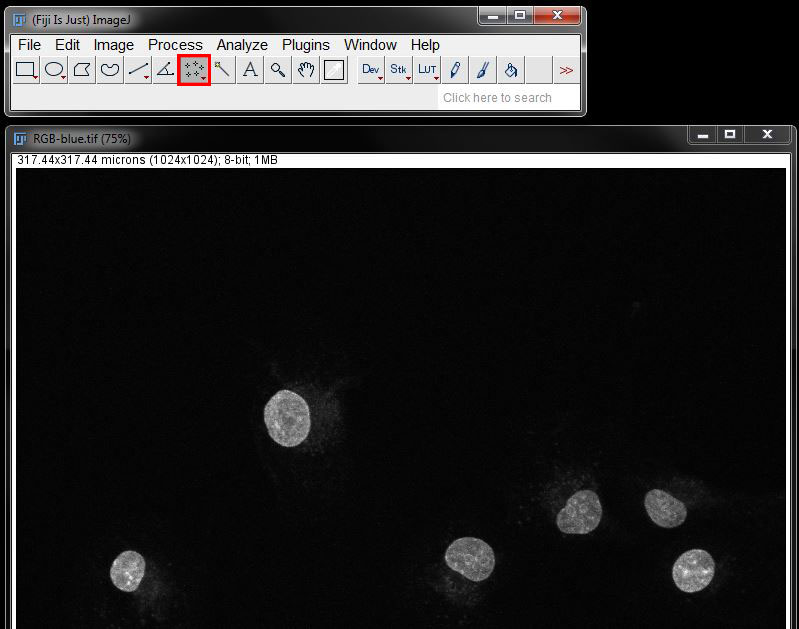 (Fiji Is Just) ImageJ
File Edit Image Process Analyze Plugins Window Help
A Dev Stk LUT >>
Click here to search
RGB-blue.tif (75%)
317.44x317.44 microns (1024x1024); 8-bit; 1MB